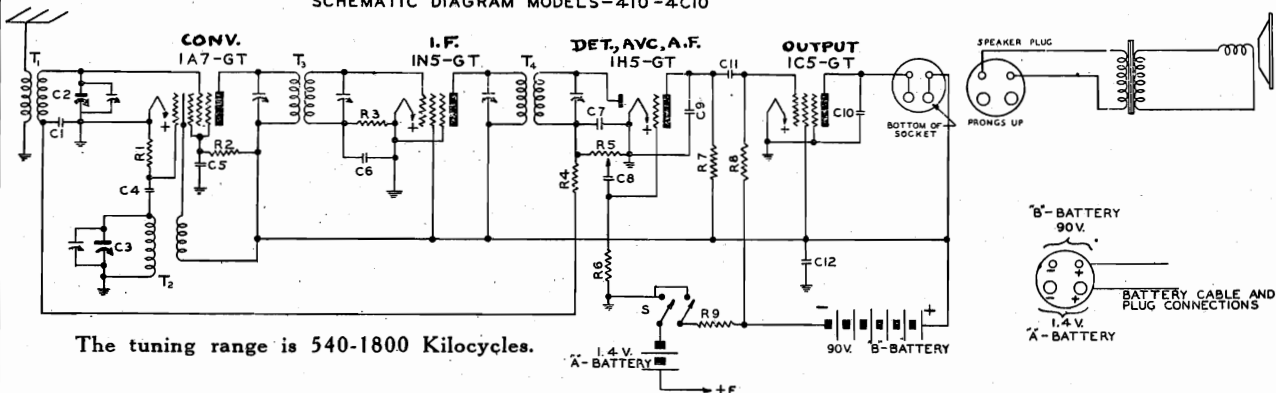 SCHEMATIC DIAGRAM MODELS-410-4C10
CONV.
1A7-GT
I.F.
1N5-GT
DET., AVC, A.F.
1H5-GT
OUTPUT
1C5-GT
SPEAKER PLUG
T1
T3
T4
C11
C2
C1
R1
R2
C5
R3
C6
C7
R5
C8
C9
R7
R8
C10
BOTTOM OF
SOCKET
PRONGS UP
C4
R4
C3
T2
R6
C12
"B"-BATTERY
90V.
- +
- +
BATTERY CABLE AND
PLUG CONNECTIONS
1.4 V.
"A"-BATTERY
S
R9
- +
90V. "B"-BATTERY
The tuning range is 540-1800 Kilocycles.
1.4 V.
"A"-BATTERY
+F
+
+
+
+